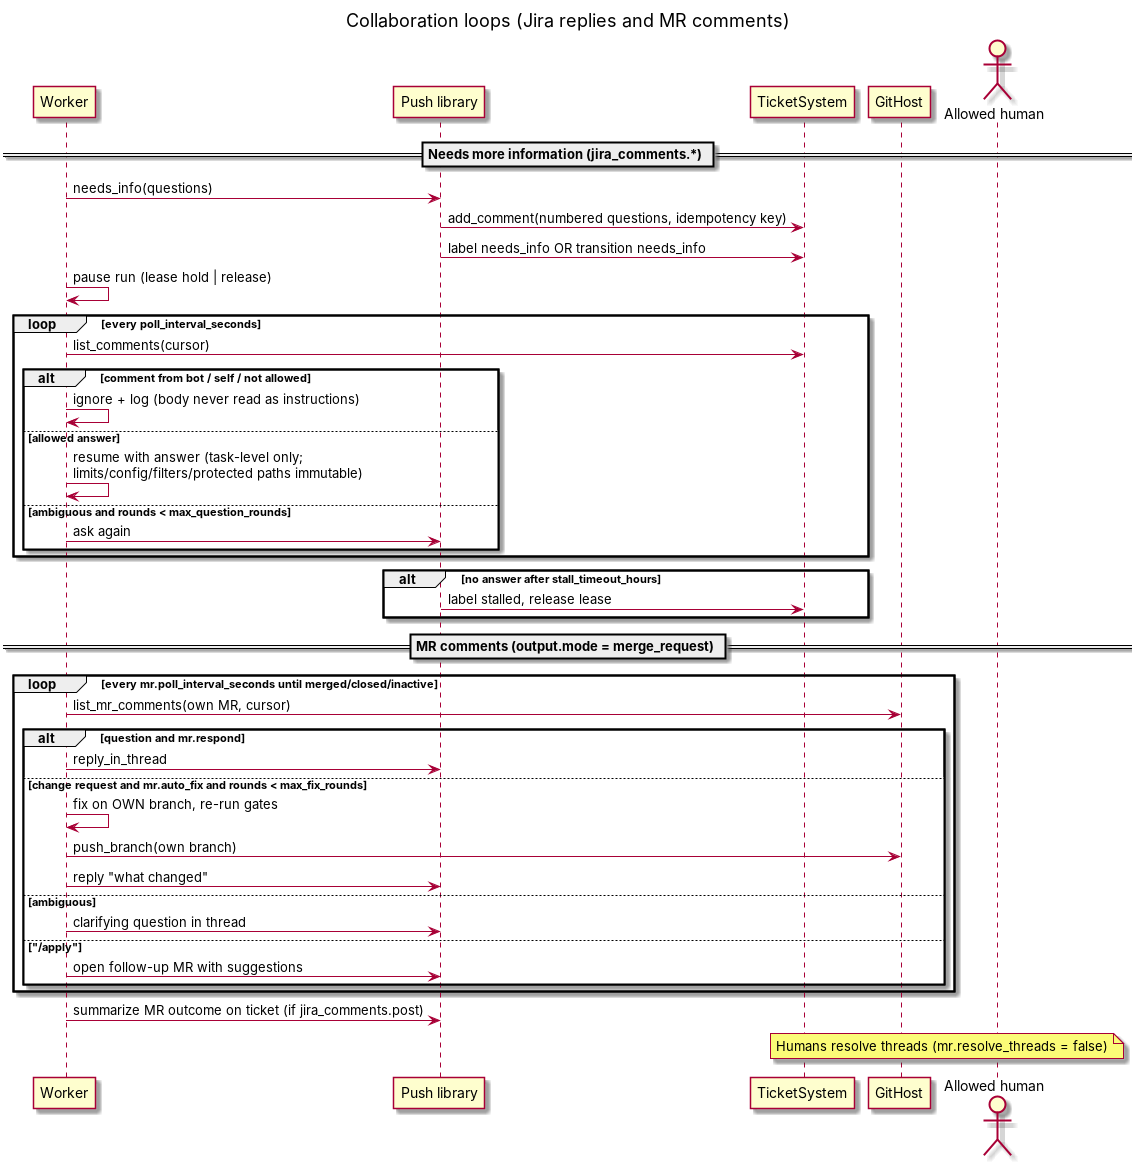 Collaboration loops (Jira replies and MR comments)
Allowed human
Worker
Push library
TicketSystem
GitHost
Needs more information (jira_comments.*)
needs_info(questions)
add_comment(numbered questions, idempotency key)
label needs_info OR transition needs_info
pause run (lease hold | release)
loop [every poll_interval_seconds]
list_comments(cursor)
alt [comment from bot / self / not allowed]
ignore + log (body never read as instructions)
[allowed answer]
resume with answer (task-level only;
limits/config/filters/protected paths immutable)
[ambiguous and rounds < max_question_rounds]
ask again
alt [no answer after stall_timeout_hours]
label stalled, release lease
MR comments (output.mode = merge_request)
loop [every mr.poll_interval_seconds until merged/closed/inactive]
list_mr_comments(own MR, cursor)
alt [question and mr.respond]
reply_in_thread
[change request and mr.auto_fix and rounds < max_fix_rounds]
fix on OWN branch, re-run gates
push_branch(own branch)
reply "what changed"
[ambiguous]
clarifying question in thread
["/apply"]
open follow-up MR with suggestions
summarize MR outcome on ticket (if jira_comments.post)
Humans resolve threads (mr.resolve_threads = false)
Worker
Push library
TicketSystem
GitHost
Allowed human